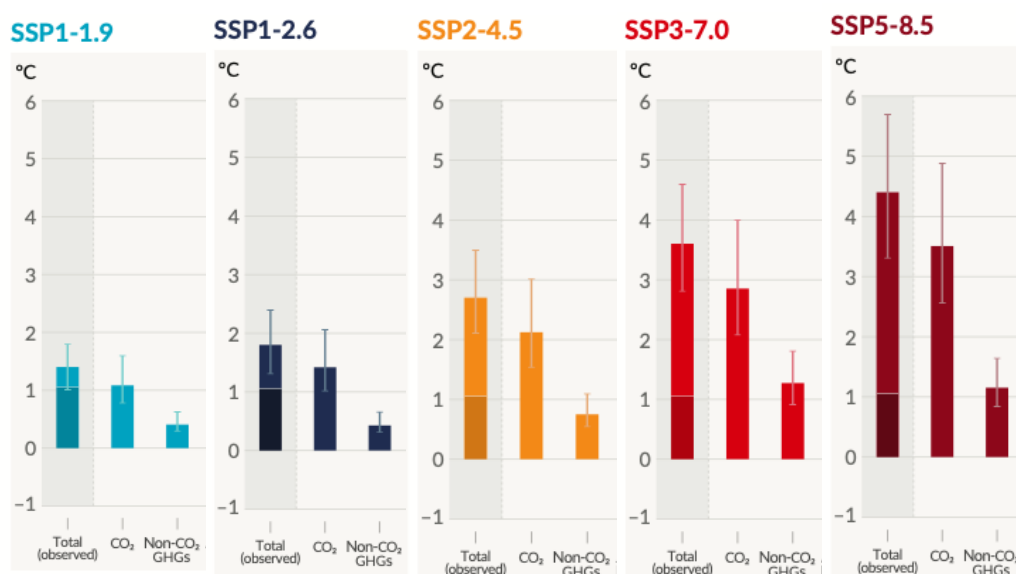 SSP1-1.9
°C
6
5
4
3
2
1
0
−1
Total
(observed)
CO₂
Non-CO₂
GHGs
SSP1-2.6
°C
6
5
4
3
2
1
0
−1
Total
(observed)
CO₂
Non-CO₂
GHGs
SSP2-4.5
°C
6
5
4
3
2
1
0
−1
Total
(observed)
CO₂
Non-CO₂
GHGs
SSP3-7.0
°C
6
5
4
3
2
1
0
−1
Total
(observed)
CO₂
Non-CO₂
GHGs
SSP5-8.5
°C
6
5
4
3
2
1
0
−1
Total
(observed)
CO₂
Non-CO
GHGs